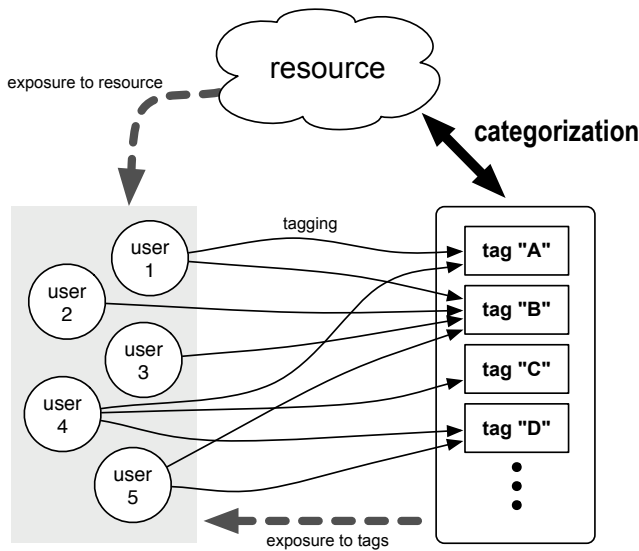 resource
exposure to resource
categorization
tagging
user
1
user
2
user
3
user
4
user
5
tag "A"
tag "B"
tag "C"
tag "D"
exposure to tags